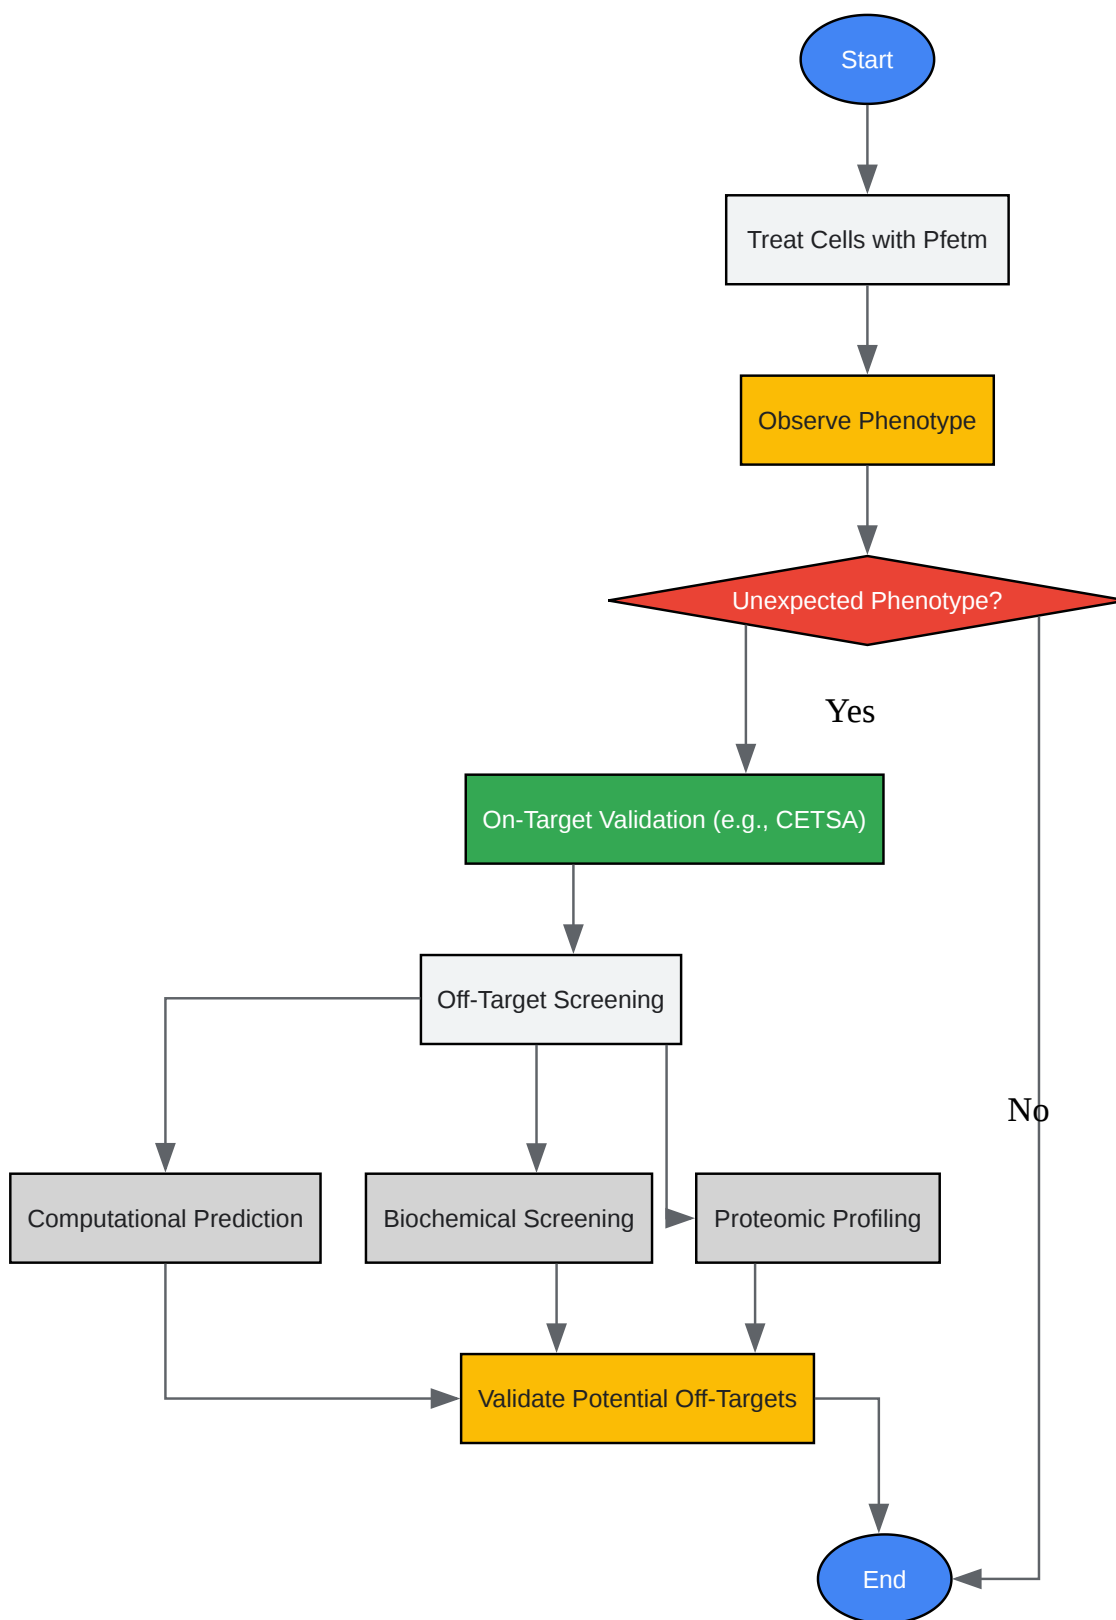 Start
Treat Cells with Pfetm
Observe Phenotype
Unexpected Phenotype?
Yes
On-Target Validation (e.g., CETSA)
Off-Target Screening
No
Computational Prediction
Biochemical Screening
Proteomic Profiling
Validate Potential Off-Targets
End